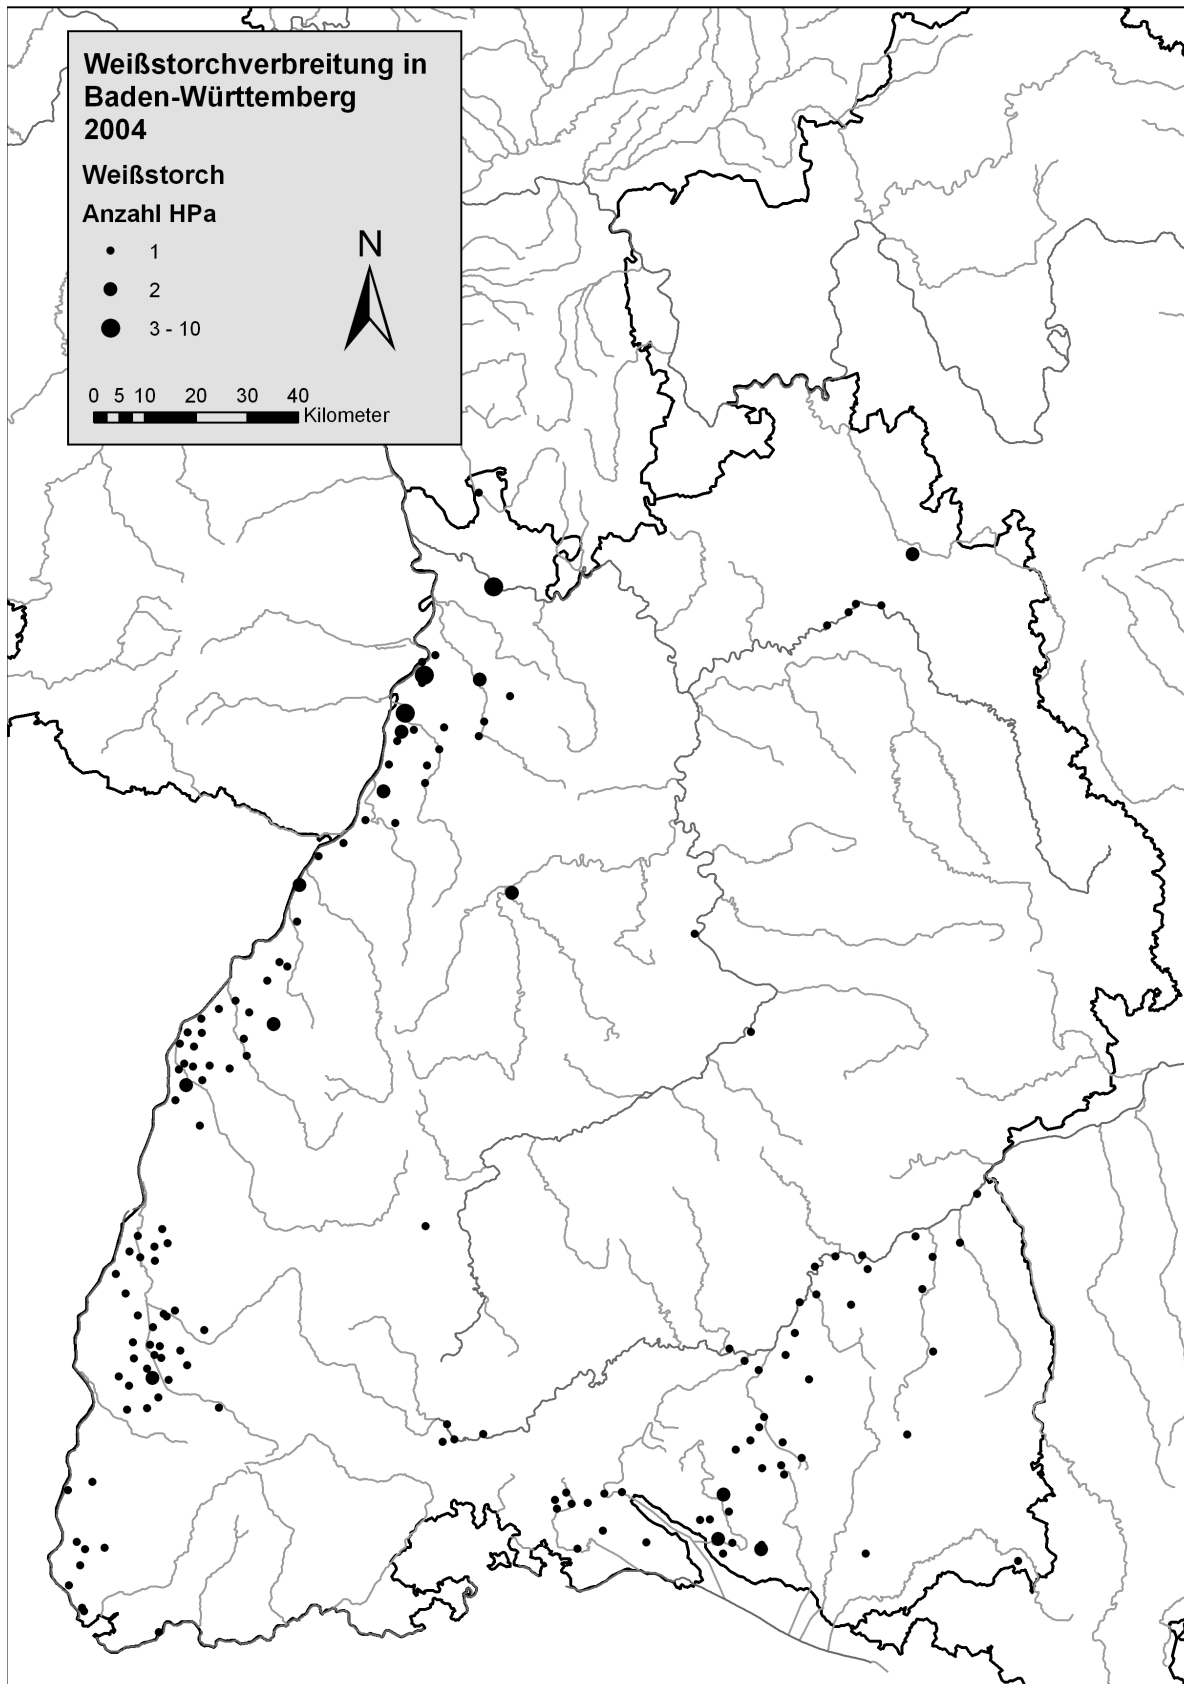 Weißstorchverbreitung in
Baden-Württemberg
2004
Weißstorch
Anzahl HPa
1
2
3 - 10
N
0 5 10 20 30 40
Kilometer